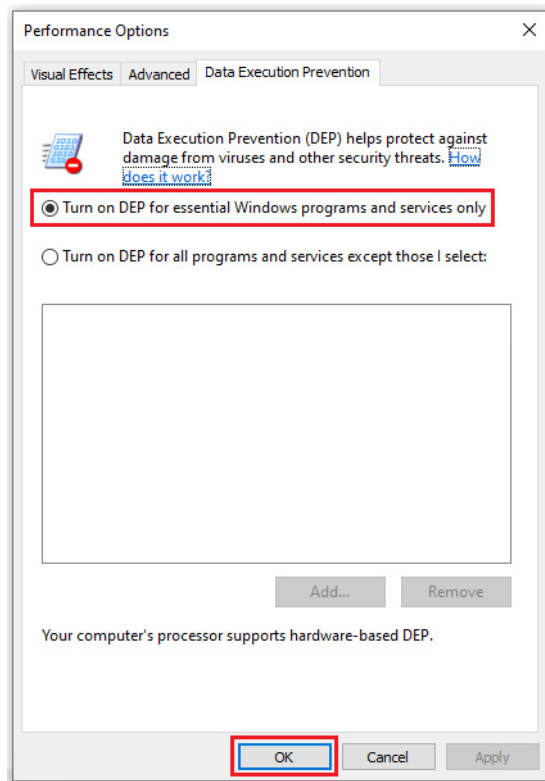 Performance Options
Visual Effects Advanced Data Execution Prevention
Data Execution Prevention (DEP) helps protect against
damage from viruses and other security threats. How
does it work?
Turn on DEP for essential Windows programs and services only
Turn on DEP for all programs and services except those I select:
Add... Remove
Your computer's processor supports hardware-based DEP.
OK Cancel Apply